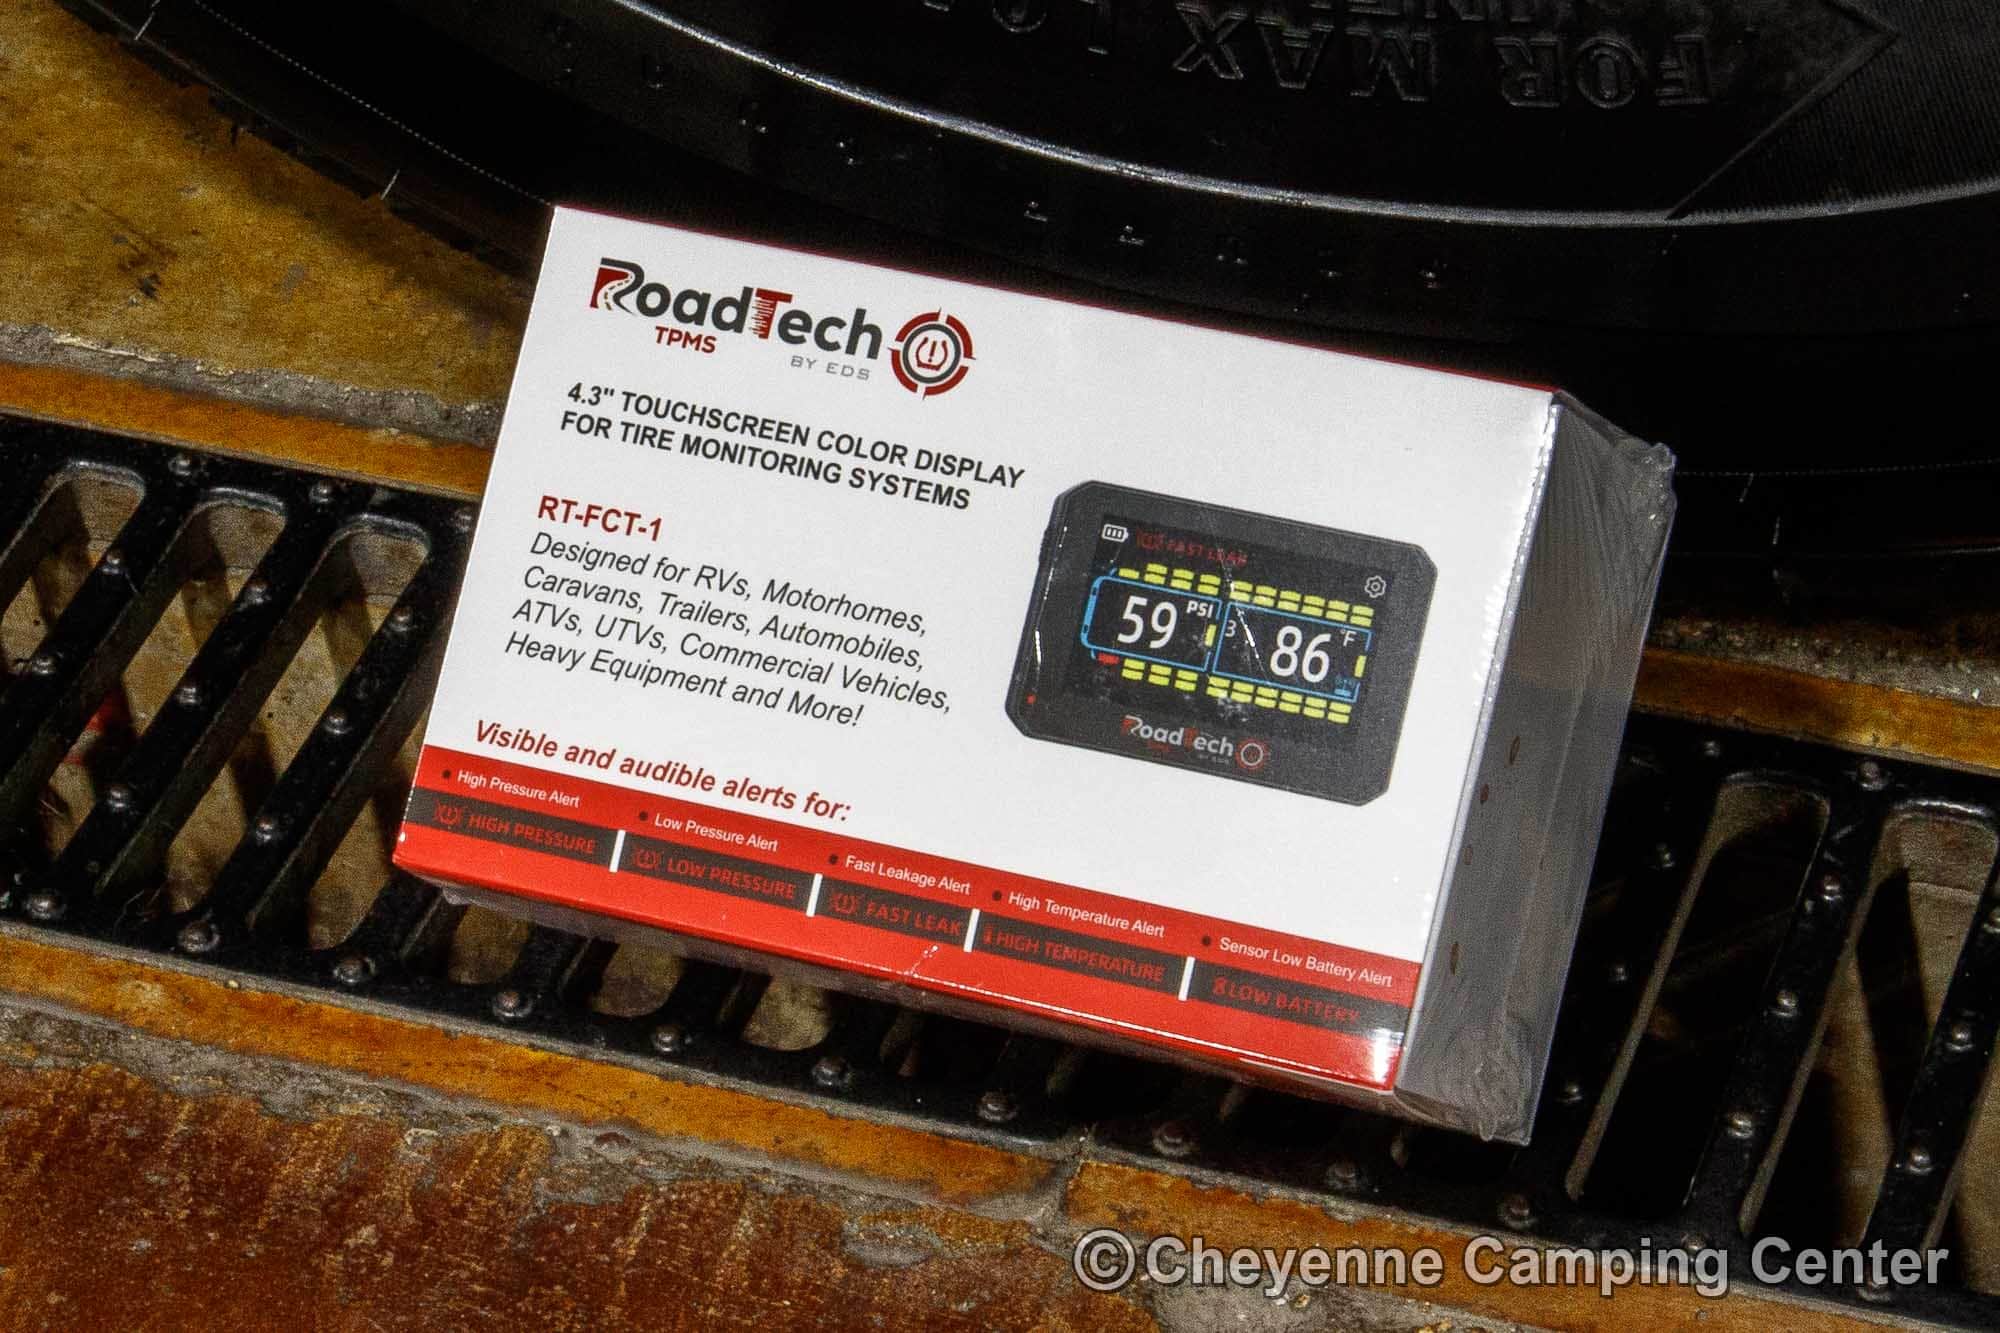 FOR MAX LOA
RoadTech
TPMS
BY EDS
4.3" TOUCHSCREEN COLOR DISPLAY
FOR TIRE MONITORING SYSTEMS
RT-FCT-1
Designed for RVs, Motorhomes,
Caravans, Trailers, Automobiles,
ATVs, UTVs, Commercial Vehicles,
Heavy Equipment and More!
FAST LEAK
59 PSI 3 86 °F
RoadTech
Visible and audible alerts for:
• High Pressure Alert
HIGH PRESSURE
• Low Pressure Alert
LOW PRESSURE
• Fast Leakage Alert
FAST LEAK
• High Temperature Alert
HIGH TEMPERATURE
• Sensor Low Battery Alert
LOW BATTERY
©Cheyenne Camping Center